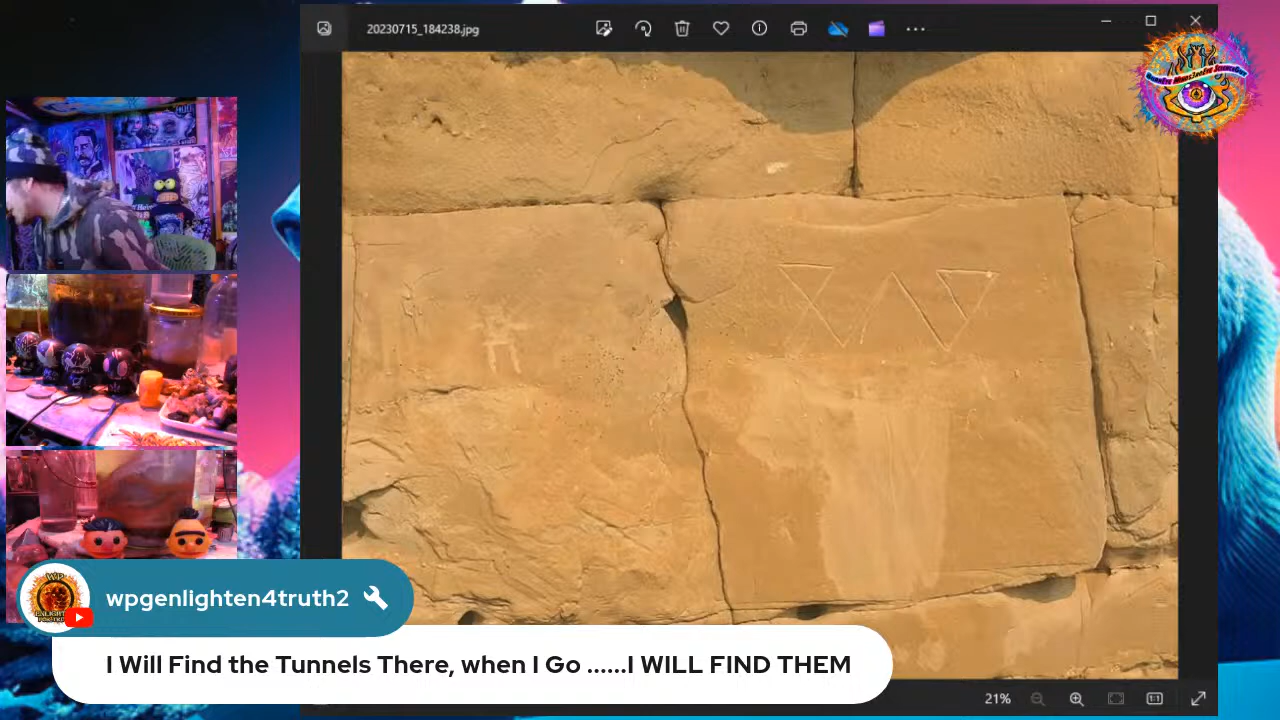 20230715_184238.jpg
wpgenlighten4truth2
I Will Find the Tunnels There, when I Go ......I WILL FIND THEM
21%